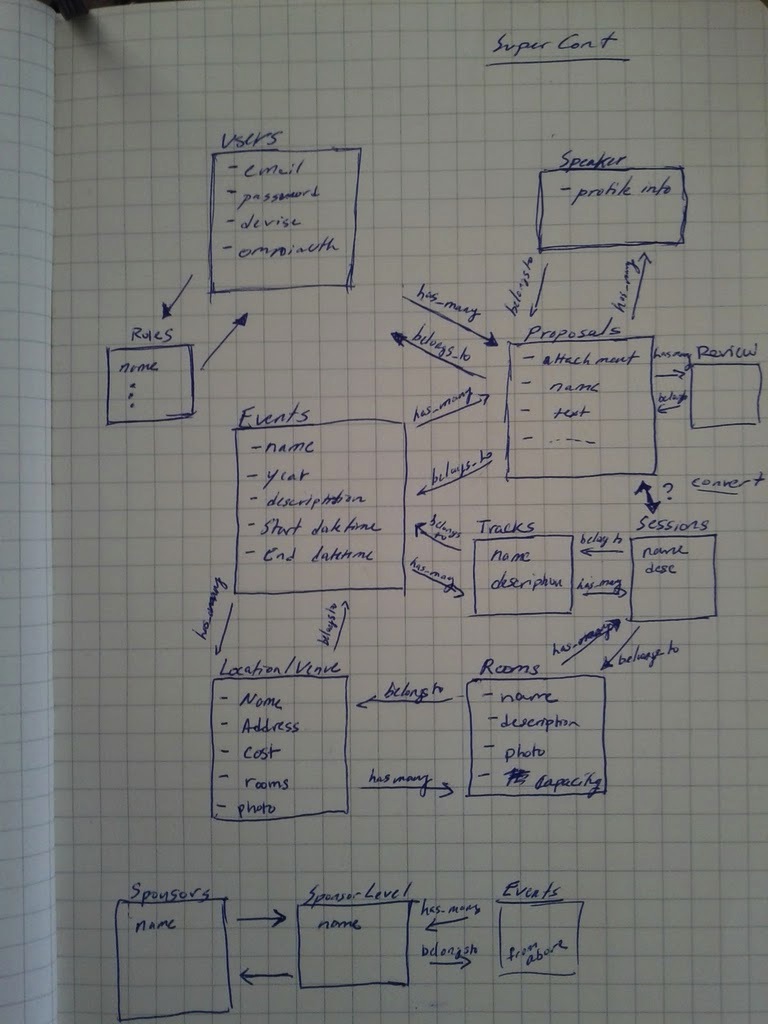 Super Conf
Users
- email
- password
- devise
- omniauth
Speaker
- profile info
belongs to
has_many
Roles
name
has_many
belongs_to
Proposals
- attachment
- name
- text
- -----
has many
belongs
Review
Events
- name
- year
- description
- Start datetime
- End datetime
has_many
belongs_to
? convert
Tracks
name
description
belongs to
has_many
Sessions
name
desc
belong to
has_many
has_many
belongs to
has_many
belongs_to
Location/Venue
- Name
- Address
- Cost
- rooms
- photo
belongs to
has many
Rooms
- name
- description
- photo
- capacity
Sponsors
name
Sponsor Level
name
has_many
belongs to
Events
from above